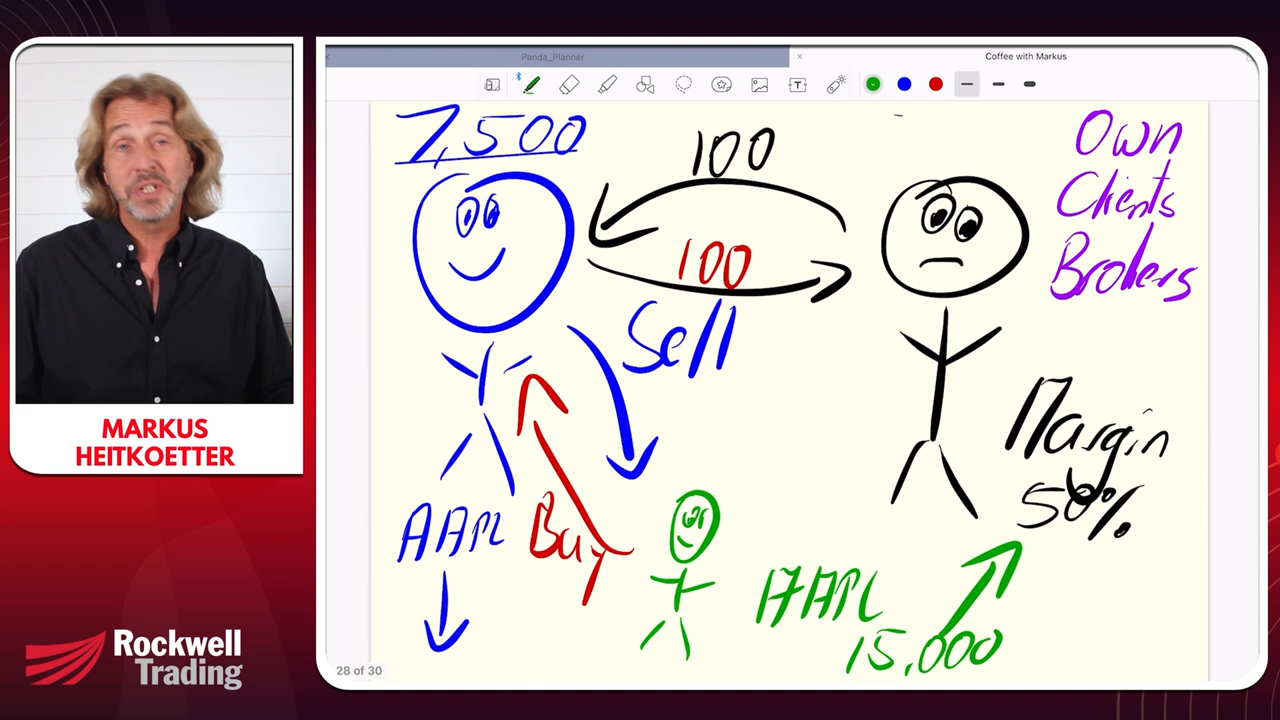 Panda_Planner
Coffee with Markus
T
7,500
100
Own
Clients
Brokers
100
Sell
Margin
50%
AAPL
Buy
AAPL
15,000
28 of 30
MARKUS
HEITKOETTER
Rockwell
Trading